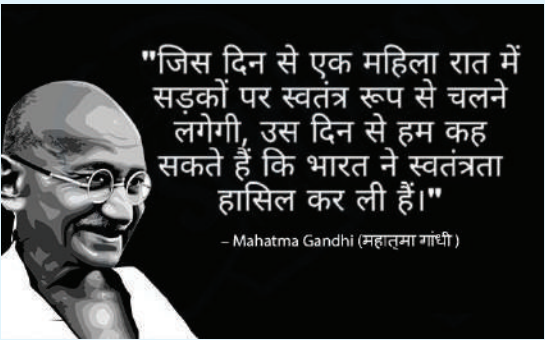 "जिस दिन से एक महिला रात में
सड़कों पर स्वतंत्र रूप से चलने
लगेगी, उस दिन से हम कह
सकते हैं कि भारत ने स्वतंत्रता
हासिल कर ली हैं।"
– Mahatma Gandhi (महात्मा गांधी )